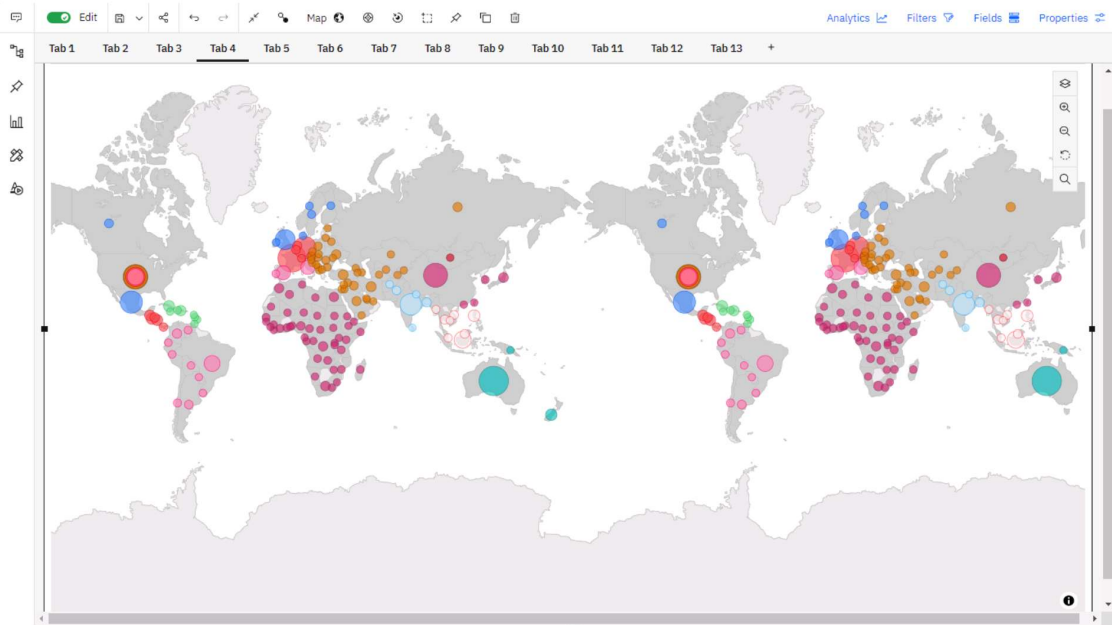 Edit
Map
Analytics
Filters
Fields
Properties
Tab 1
Tab 2
Tab 3
Tab 4
Tab 5
Tab 6
Tab 7
Tab 8
Tab 9
Tab 10
Tab 11
Tab 12
Tab 13
+